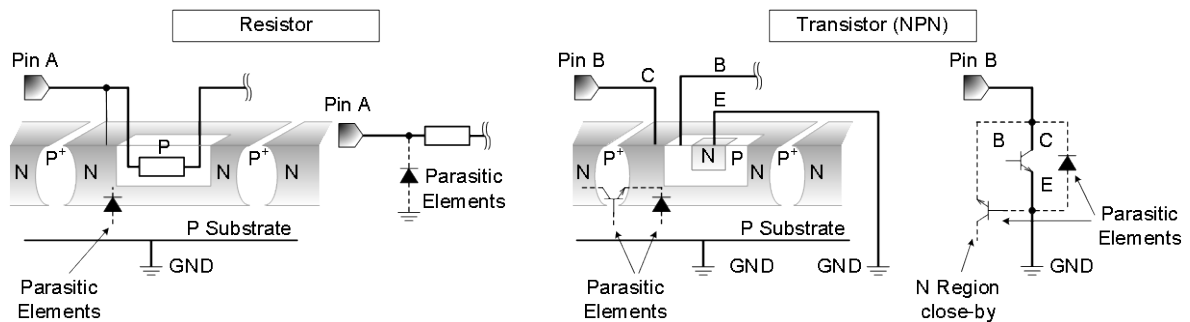 Resistor
Pin A
N
P⁺
N
P
N
P⁺
N
P Substrate
GND
Parasitic
Elements
Pin A
Parasitic
Elements
Transistor (NPN)
Pin B
C
B
E
N
P⁺
N
N
P
N
P⁺
N
P Substrate
GND
GND
Parasitic
Elements
Pin B
B
C
E
Parasitic
Elements
GND
N Region
close-by